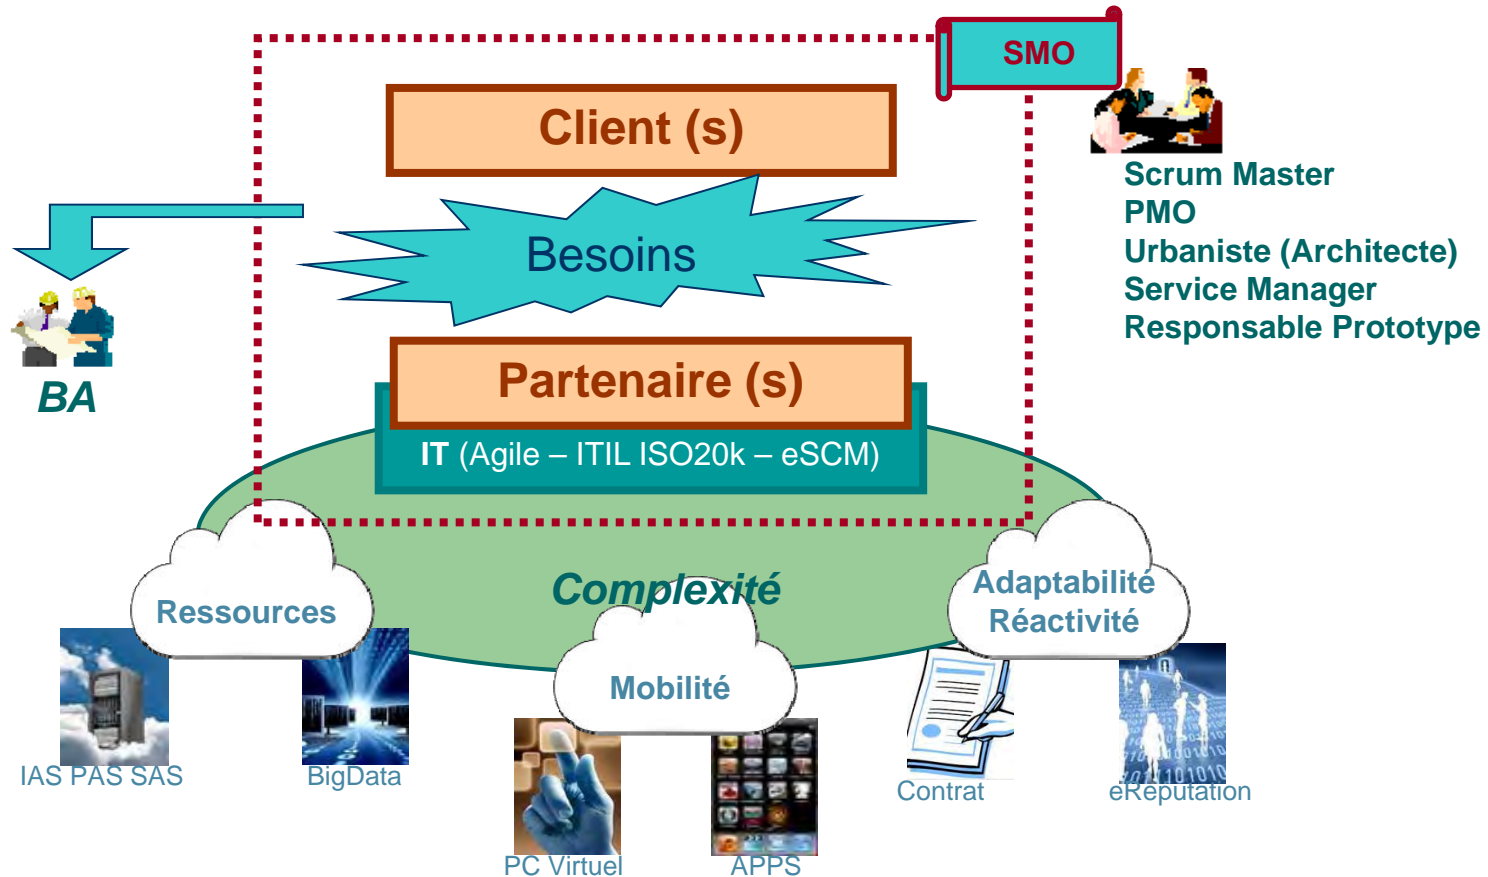 SMO
Client (s)
Scrum Master
PMO
Urbaniste (Architecte)
Service Manager
Responsable Prototype
Besoins
BA
Partenaire (s)
IT (Agile – ITIL ISO20k – eSCM)
Complexité
Ressources
Adaptabilité
Réactivité
Mobilité
IAS PAS SAS
BigData
Contrat
eReputation
PC Virtuel
APPS